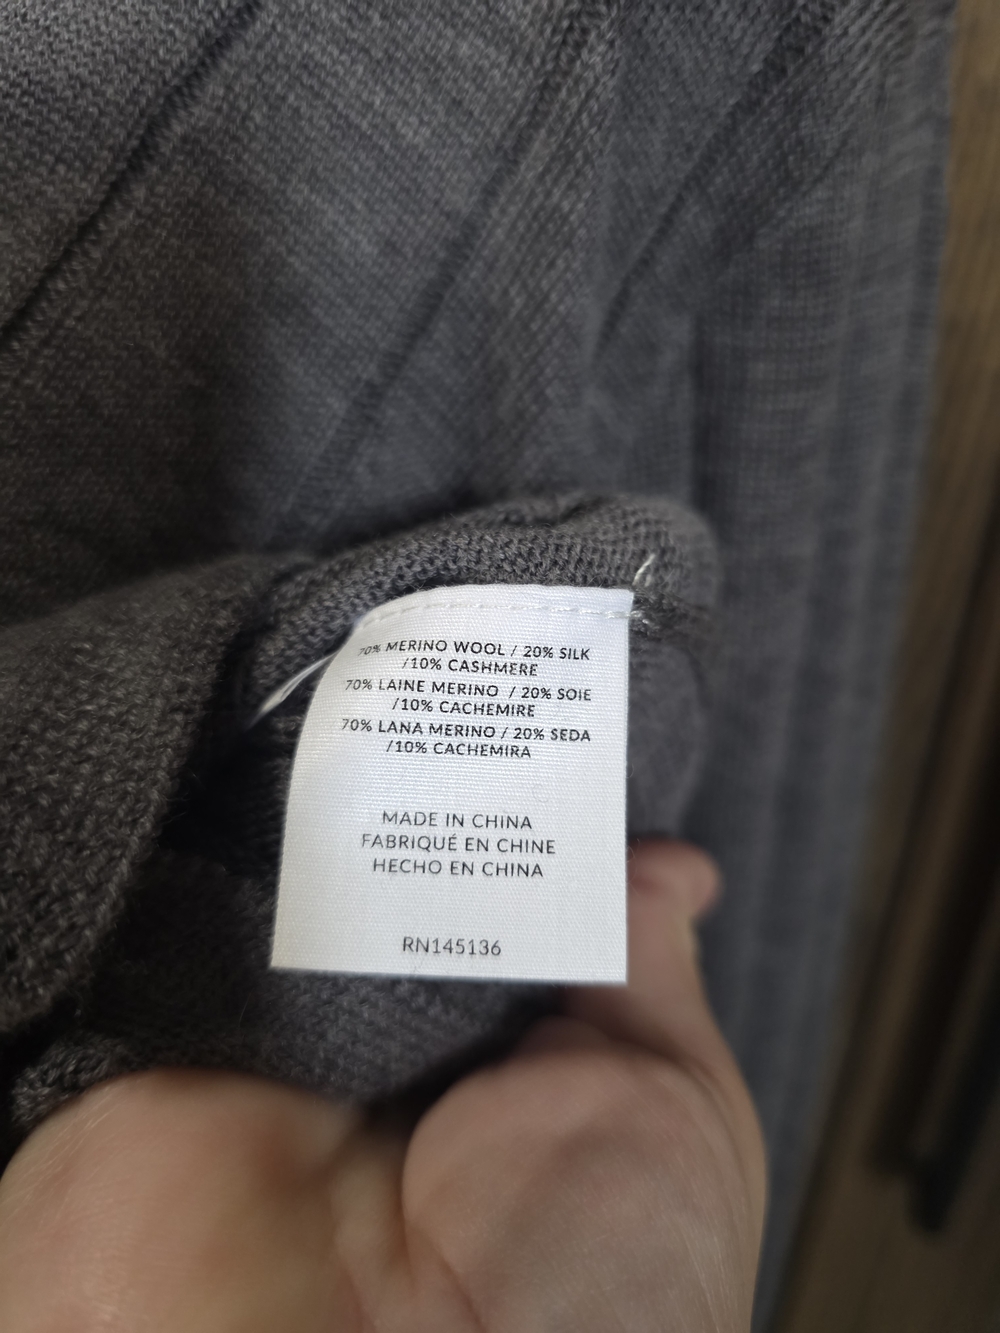 70% MERINO WOOL / 20% SILK
/10% CASHMERE
70% LAINE MERINO / 20% SOIE
/10% CACHEMIRE
70% LANA MERINO / 20% SEDA
/10% CACHEMIRA
MADE IN CHINA
FABRIQUÉ EN CHINE
HECHO EN CHINA
RN145136